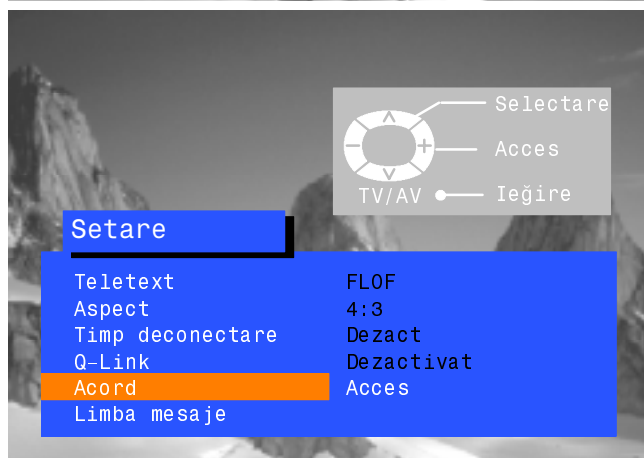 Selectare
Acces
TV/AV Ieğire
Setare
Teletext FLOF
Aspect 4:3
Timp deconectare Dezact
Q-Link Dezactivat
Acord Acces
Limba mesaje